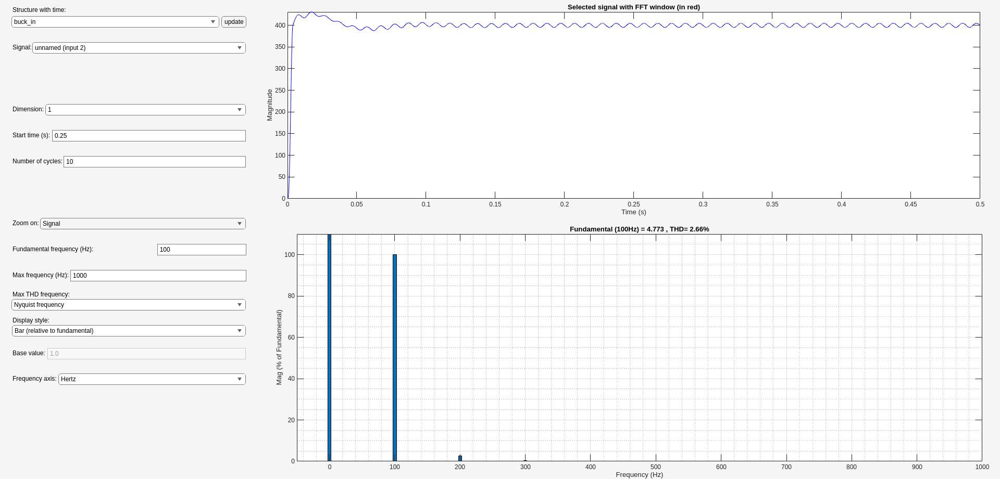 Structure with time:
buck_in
update
Signal: unnamed (input 2)
Dimension: 1
Start time (s): 0.25
Number of cycles: 10
Zoom on: Signal
Fundamental frequency (Hz): 100
Max frequency (Hz): 1000
Max THD frequency:
Nyquist frequency
Display style:
Bar (relative to fundamental)
Base value: 1.0
Frequency axis: Hertz
Selected signal with FFT window (in red)
Magnitude
400
350
300
250
200
150
100
50
0
0 0.05 0.1 0.15 0.2 0.25 0.3 0.35 0.4 0.45 0.5
Time (s)
Fundamental (100Hz) = 4.773 , THD= 2.66%
Mag (% of Fundamental)
100
80
60
40
20
0
0 100 200 300 400 500 600 700 800 900 1000
Frequency (Hz)